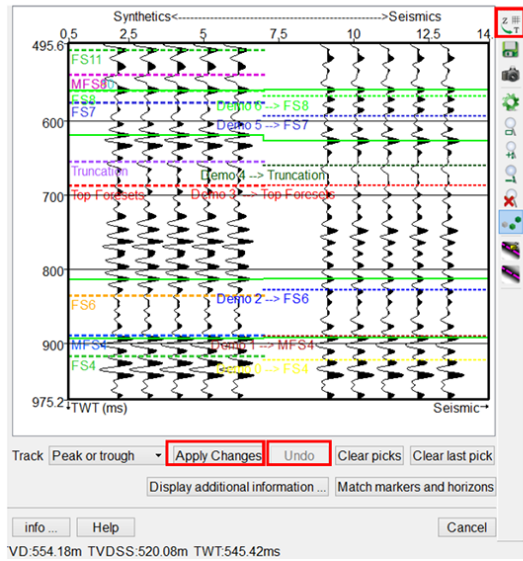 Synthetics<------------------------------->Seismics
0,5 2,5 5 7,5 10 12,5 14,
495.6
FS11
MFS8
FS8
Demo 6 --> FS8
FS7
Demo 5 --> FS7
600
Truncation
Demo 4 --> Truncation
Top Foresets
Demo 3 --> Top Foresets
700
800
FS6
Demo 2 --> FS6
900
MFS4
Demo 1 --> MFS4
FS4
Demo 0 --> FS4
975.2
TWT (ms)
Seismic
Track Peak or trough Apply Changes Undo Clear picks Clear last pick
Display additional information ... Match markers and horizons
info ... Help Cancel
VD:554.18m TVDSS:520.08m TWT:545.42ms
Z
T